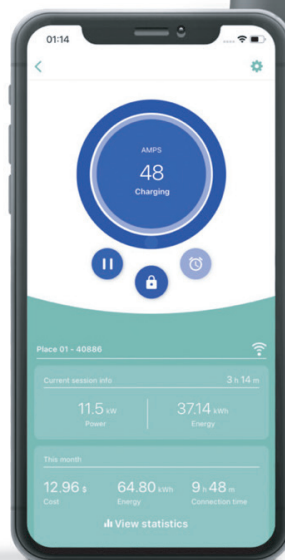 01:14
AMPS
48
Charging
Place 01 - 40886
Current session info 3 h 14 m
11.5 kW 37.14 kWh
Power Energy
This month
12.96 $ 64.80 kWh 9 h 48 m
Cost Energy Connection time
View statistics